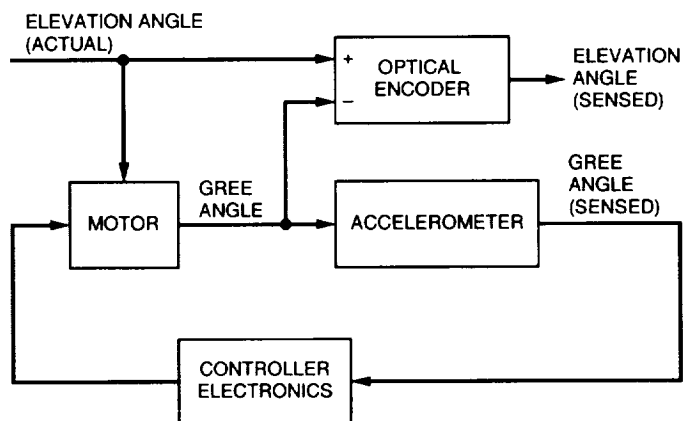 ELEVATION ANGLE
(ACTUAL)
+
−
OPTICAL
ENCODER
ELEVATION
ANGLE
(SENSED)
MOTOR
GREE
ANGLE
ACCELEROMETER
GREE
ANGLE
(SENSED)
CONTROLLER
ELECTRONICS